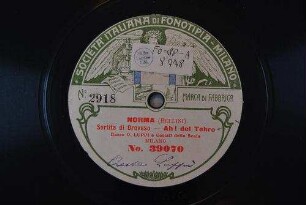 SOCIETÀ ITALIANA DI FONOTIPIA - MILANO
No 2918
MARCA DI FABBRICA
NORMA (BELLINI)
Sortita di Oroveso — Ah! del Tebro
MILANO
No. 39070